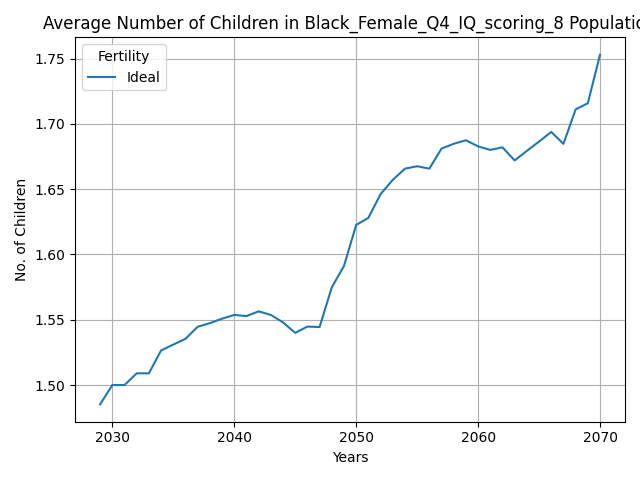 Average Number of Children in Black_Female_Q4_IQ_scoring_8 Populatio
Fertility
Ideal
No. of Children
1.75
1.70
1.65
1.60
1.55
1.50
2030 2040 2050 2060 2070
Years